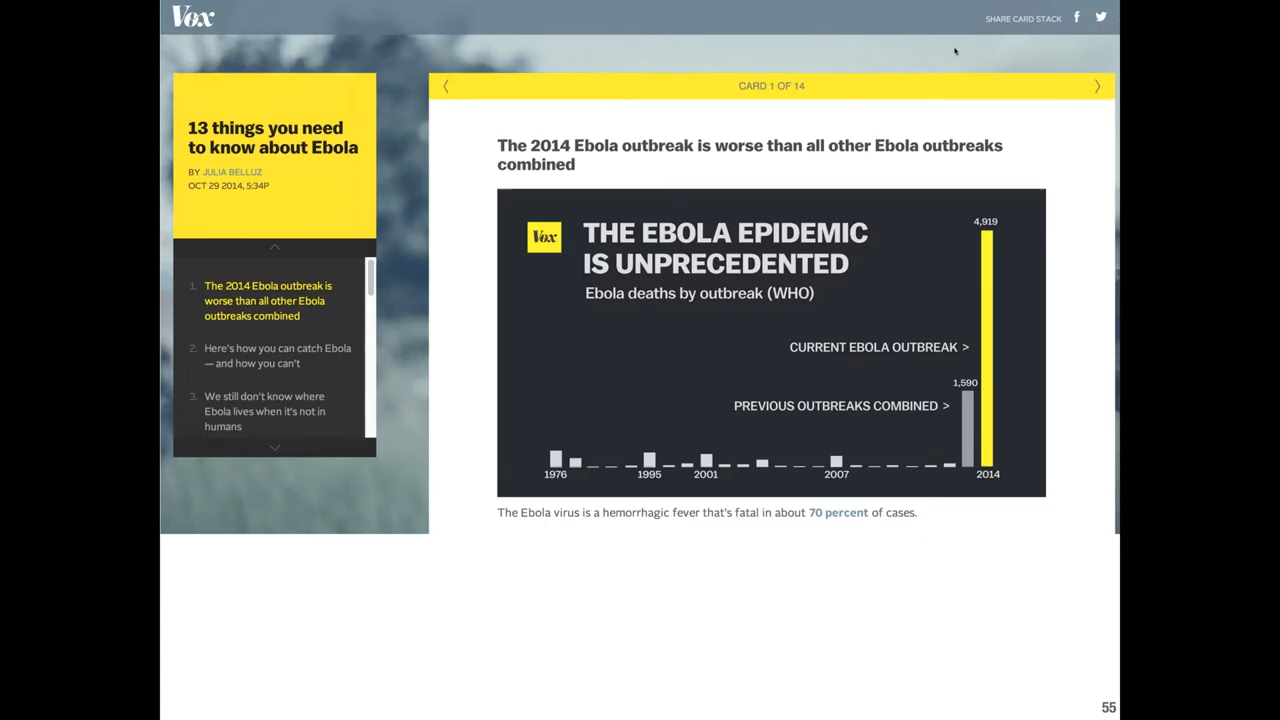 Vox
SHARE CARD STACK
13 things you need
to know about Ebola
BY JULIA BELLUZ
OCT 29 2014, 5:34P
1. The 2014 Ebola outbreak is
worse than all other Ebola
outbreaks combined
2. Here's how you can catch Ebola
— and how you can't
3. We still don't know where
Ebola lives when it's not in
humans
CARD 1 OF 14
The 2014 Ebola outbreak is worse than all other Ebola outbreaks
combined
Vox
THE EBOLA EPIDEMIC
IS UNPRECEDENTED
Ebola deaths by outbreak (WHO)
4,919
CURRENT EBOLA OUTBREAK >
1,590
PREVIOUS OUTBREAKS COMBINED >
1976 1995 2001 2007 2014
The Ebola virus is a hemorrhagic fever that's fatal in about 70 percent of cases.
55